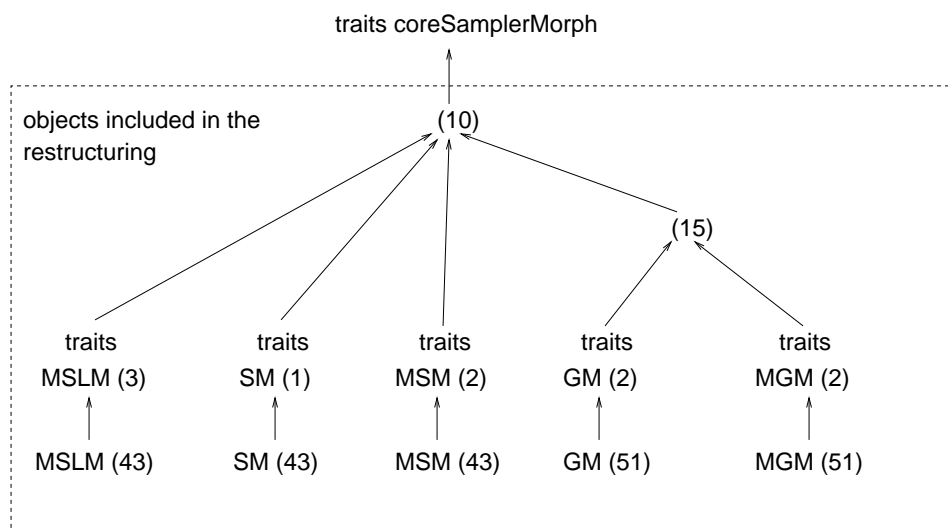 traits coreSamplerMorph
objects included in the
restructuring
(10)
(15)
traits traits traits traits traits
MSLM (3) SM (1) MSM (2) GM (2) MGM (2)
MSLM (43) SM (43) MSM (43) GM (51) MGM (51)